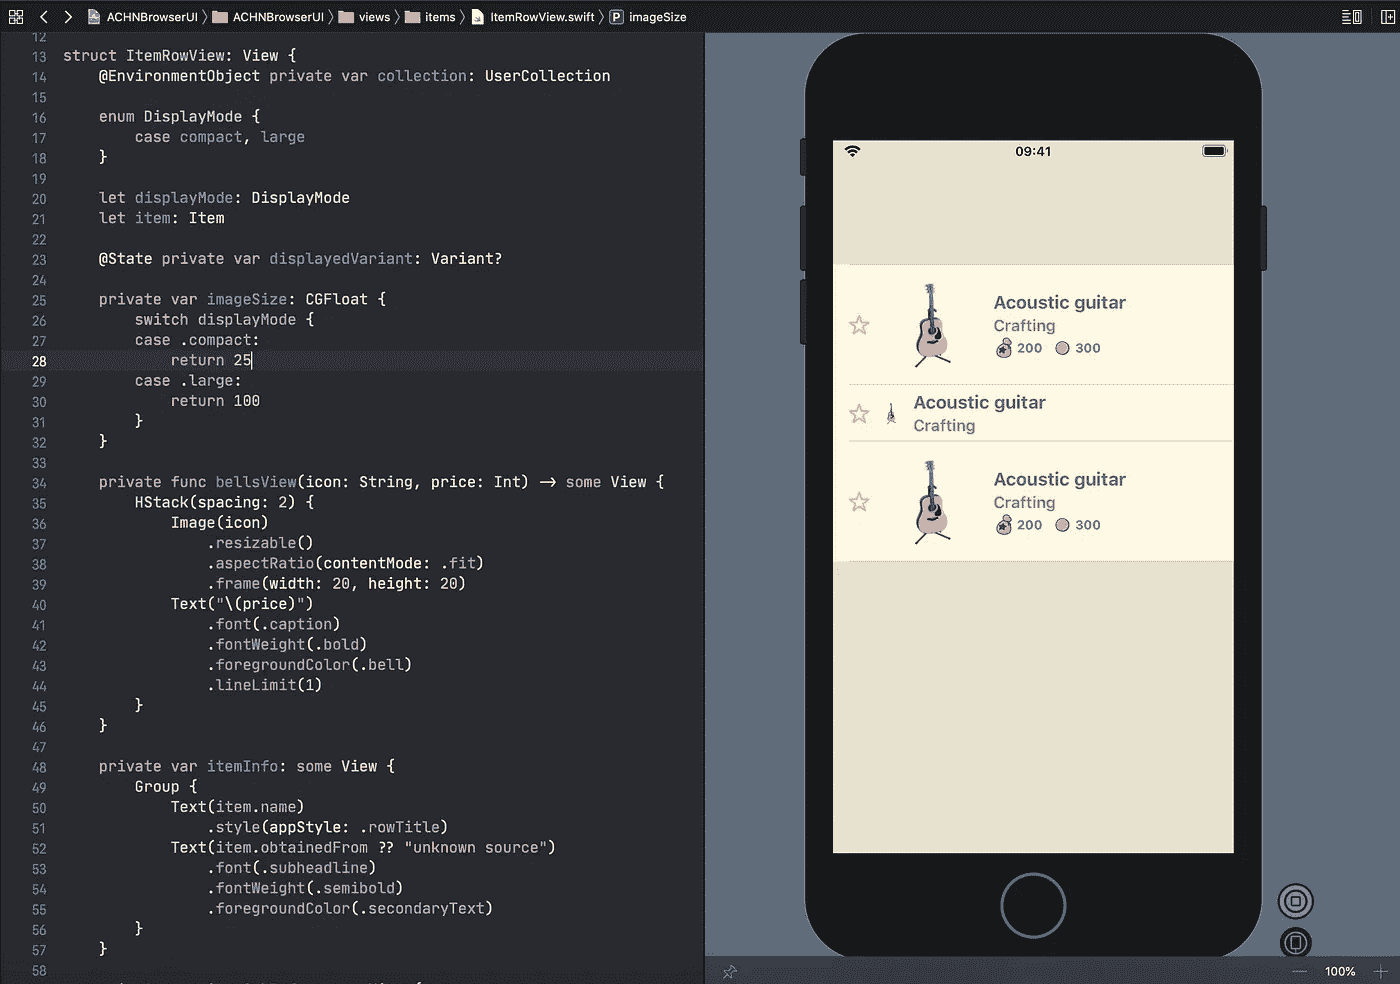 ACHNBrowserUI ACHNBrowserUI views items ItemRowView.swift P imageSize
12
13 struct ItemRowView: View {
14 @EnvironmentObject private var collection: UserCollection
15
16 enum DisplayMode {
17 case compact, large
18 }
19
20 let displayMode: DisplayMode
21 let item: Item
22
23 @State private var displayedVariant: Variant?
24
25 private var imageSize: CGFloat {
26 switch displayMode {
27 case .compact:
28 return 25
29 case .large:
30 return 100
31 }
32 }
33
34 private func bellsView(icon: String, price: Int) -> some View {
35 HStack(spacing: 2) {
36 Image(icon)
37 .resizable()
38 .aspectRatio(contentMode: .fit)
39 .frame(width: 20, height: 20)
40 Text("\(price)")
41 .font(.caption)
42 .fontWeight(.bold)
43 .foregroundColor(.bell)
44 .lineLimit(1)
45 }
46 }
47
48 private var itemInfo: some View {
49 Group {
50 Text(item.name)
51 .style(appStyle: .rowTitle)
52 Text(item.obtainedFrom ?? "unknown source")
53 .font(.subheadline)
54 .fontWeight(.semibold)
55 .foregroundColor(.secondaryText)
56 }
57 }
58
09:41
Acoustic guitar
Crafting
200 300
Acoustic guitar
Crafting
Acoustic guitar
Crafting
200 300
100%